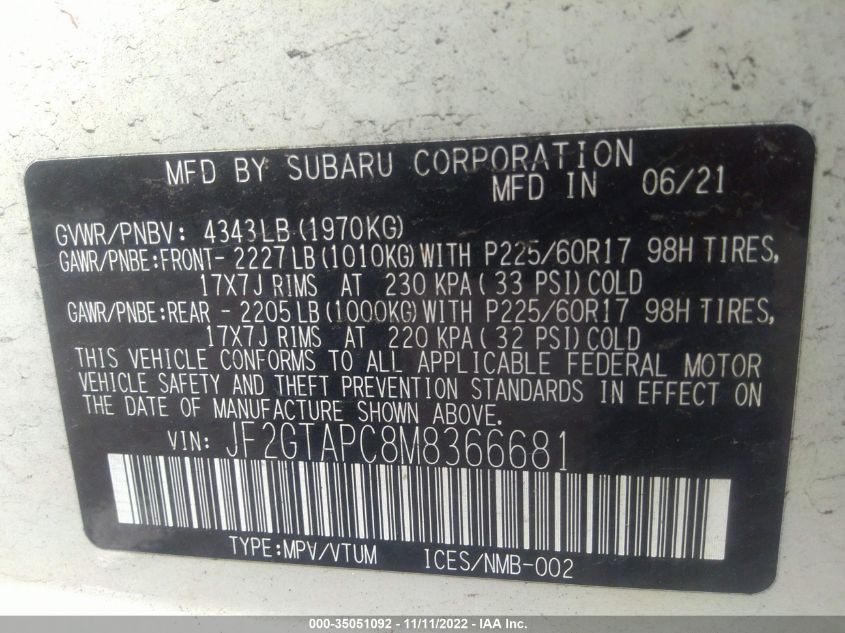 MFD BY SUBARU CORPORATION
MFD IN 06/21
GVWR/PNBV: 4343LB(1970KG)
GAWR/PNBE:FRONT- 2227LB(1010KG)WITH P225/60R17 98H TIRES,
17X7J RIMS AT 230 KPA(33 PSI)COLD
GAWR/PNBE:REAR - 2205LB(1000KG)WITH P225/60R17 98H TIRES,
17X7J RIMS AT 220 KPA(32 PSI)COLD
THIS VEHICLE CONFORMS TO ALL APPLICABLE FEDERAL MOTOR
VEHICLE SAFETY AND THEFT PREVENTION STANDARDS IN EFFECT ON
THE DATE OF MANUFACTURE SHOWN ABOVE.
VIN: JF2GTAPC8M8366681
TYPE:MPV/VTUM ICES/NMB-002
000-35051092 - 11/11/2022 - IAA Inc.